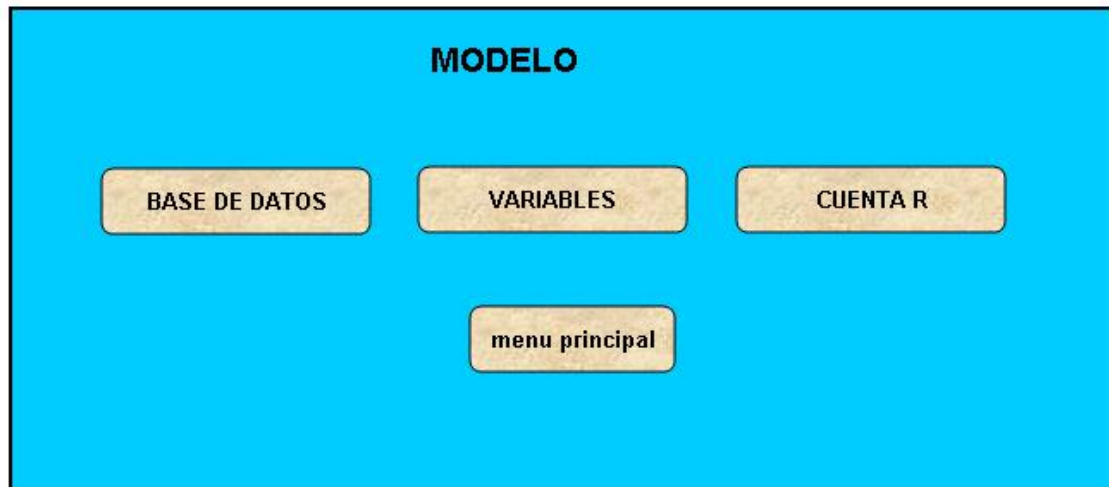 MODELO
BASE DE DATOS
VARIABLES
CUENTA R
menu principal